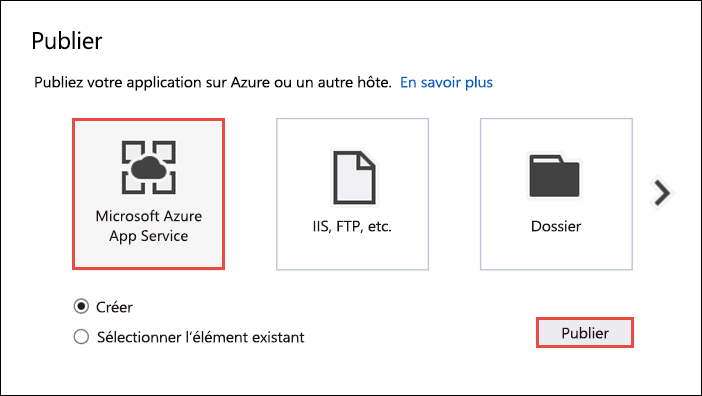 Publier
Publiez votre application sur Azure ou un autre hôte. En savoir plus
Microsoft Azure
App Service
IIS, FTP, etc.
Dossier
Créer
Sélectionner l'élément existant
Publier